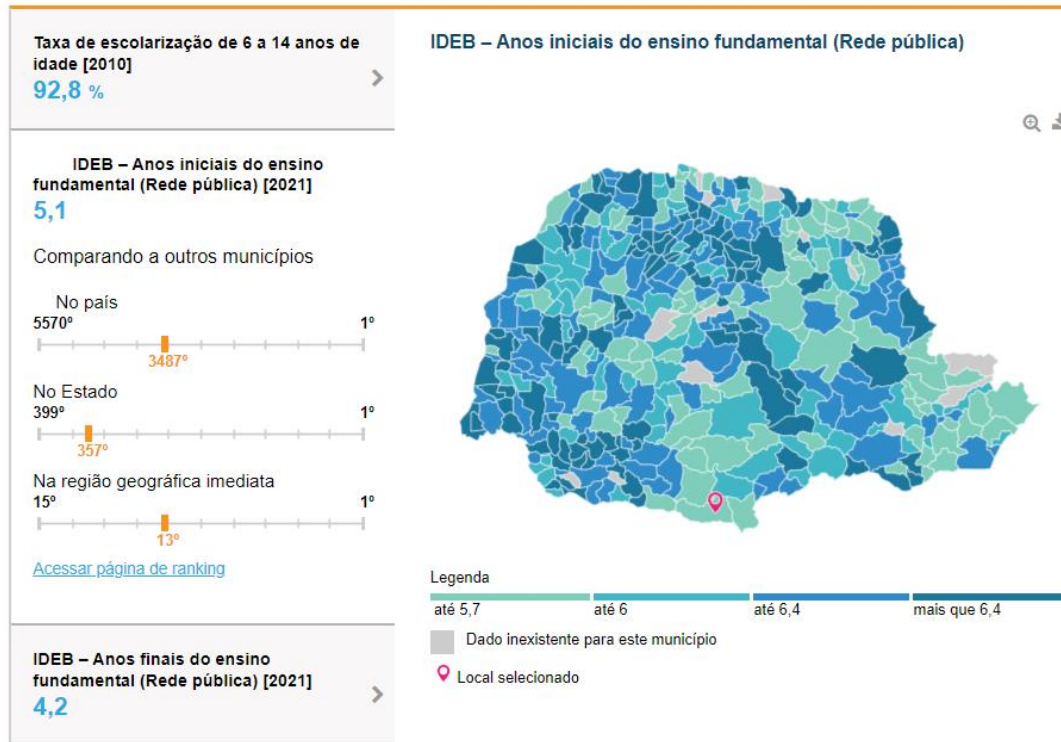 Taxa de escolarização de 6 a 14 anos de
idade [2010]
92,8 %
IDEB – Anos iniciais do ensino
fundamental (Rede pública) [2021]
5,1
Comparando a outros municípios
No país
5570º 1º
3487º
No Estado
399º 1º
357º
Na região geográfica imediata
15º 1º
13º
Acessar página de ranking
IDEB – Anos finais do ensino
fundamental (Rede pública) [2021]
4,2
IDEB – Anos iniciais do ensino fundamental (Rede pública)
Legenda
até 5,7 até 6 até 6,4 mais que 6,4
Dado inexistente para este município
Local selecionado